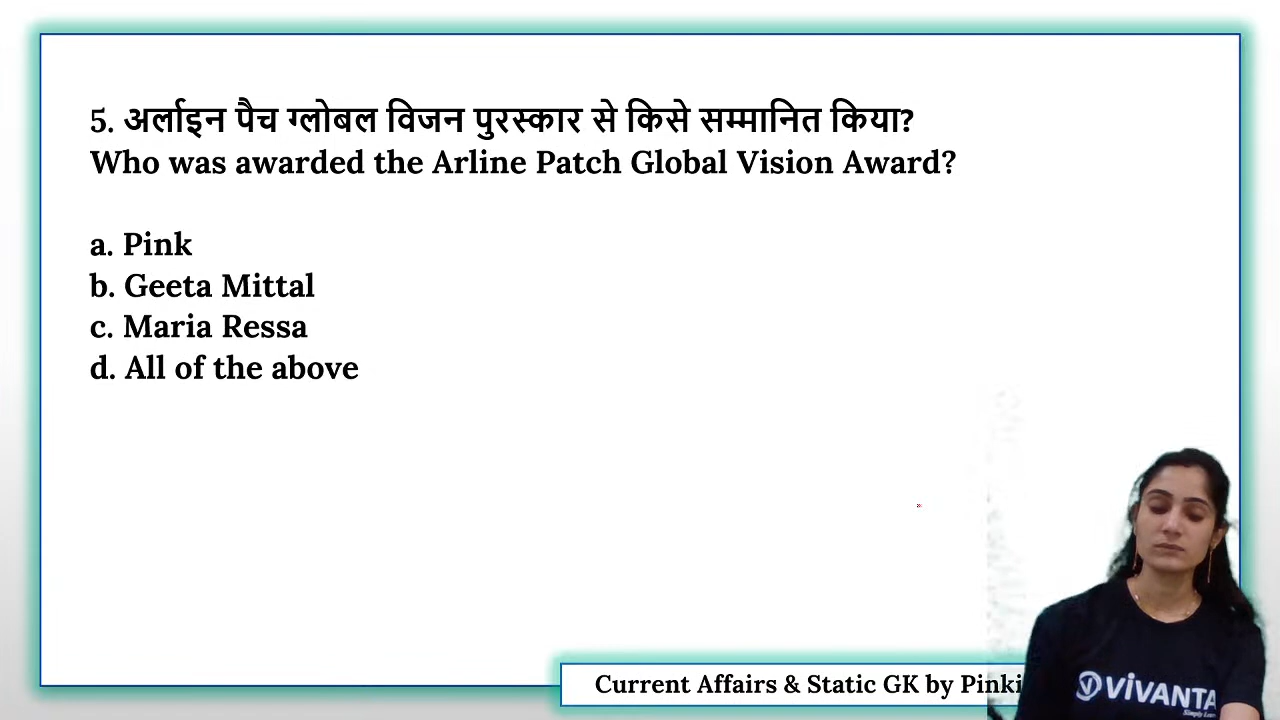 5. अर्लाइन पैच ग्लोबल विजन पुरस्कार से किसे सम्मानित किया?
Who was awarded the Arline Patch Global Vision Award?
a. Pink
b. Geeta Mittal
c. Maria Ressa
d. All of the above
Current Affairs & Static GK by Pinki
VIVANTA
Simply